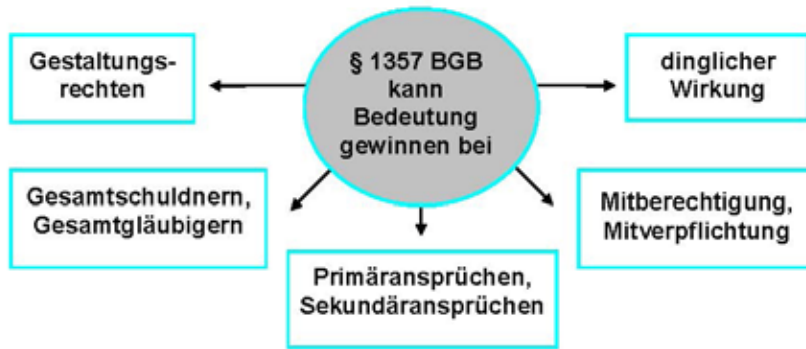 § 1357 BGB
kann
Bedeutung
gewinnen bei
Gestaltungs-
rechten
dinglicher
Wirkung
Gesamtschuldnern,
Gesamtgläubigern
Mitberechtigung,
Mitverpflichtung
Primäransprüchen,
Sekundäransprüchen